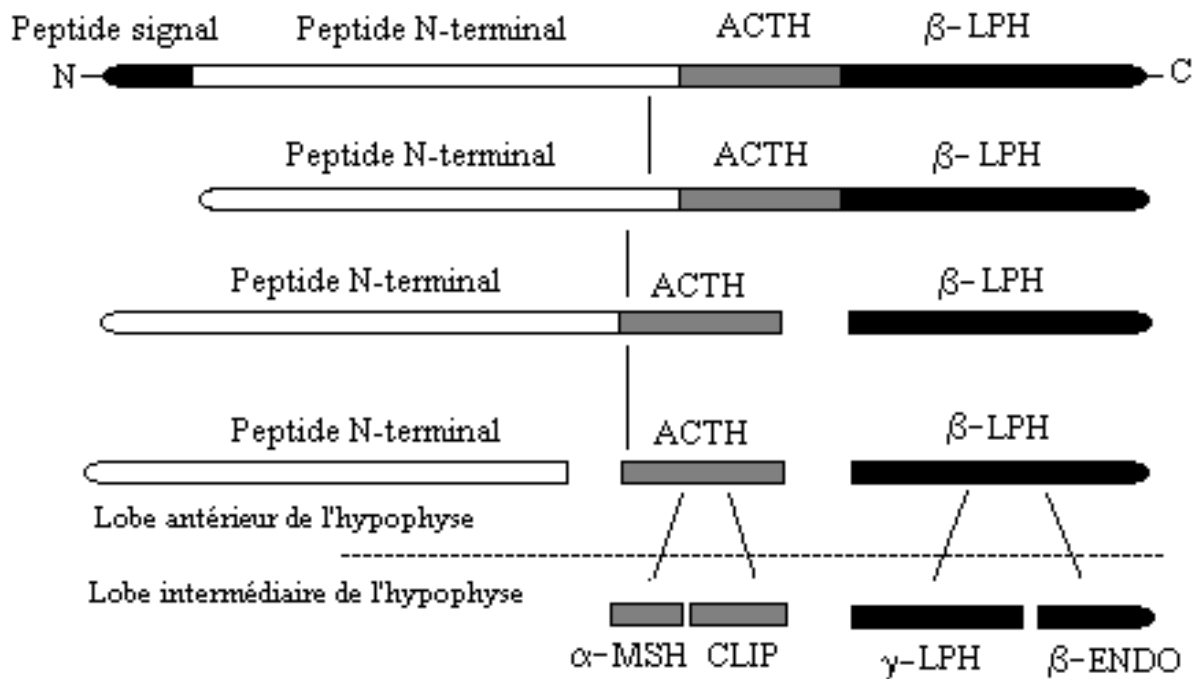 Peptide signal Peptide N-terminal ACTH β-LPH
N C
Peptide N-terminal ACTH β-LPH
Peptide N-terminal ACTH β-LPH
Peptide N-terminal ACTH β-LPH
Lobe antérieur de l'hypophyse
Lobe intermédiaire de l'hypophyse
α-MSH CLIP γ-LPH β-ENDO